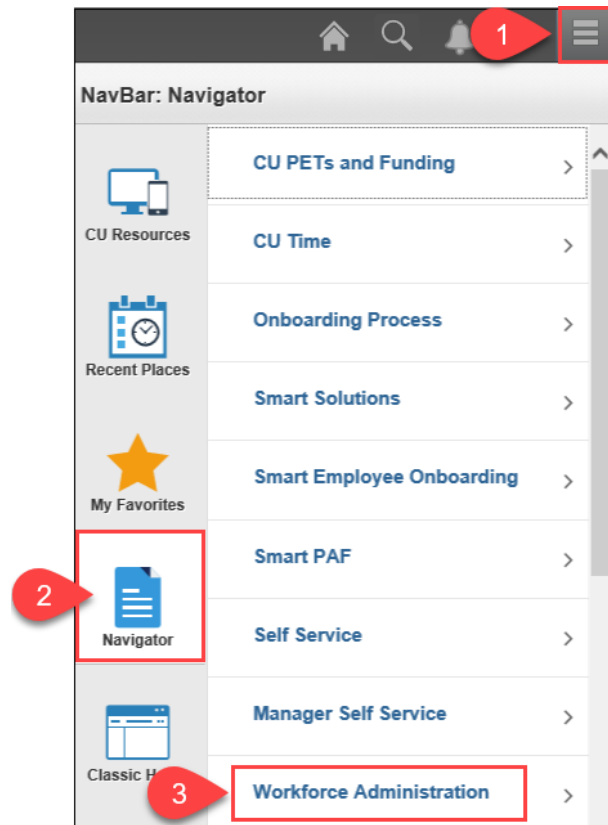 1
NavBar: Navigator
CU Resources
Recent Places
My Favorites
2
Navigator
Classic H
3
CU PETs and Funding
CU Time
Onboarding Process
Smart Solutions
Smart Employee Onboarding
Smart PAF
Self Service
Manager Self Service
Workforce Administration